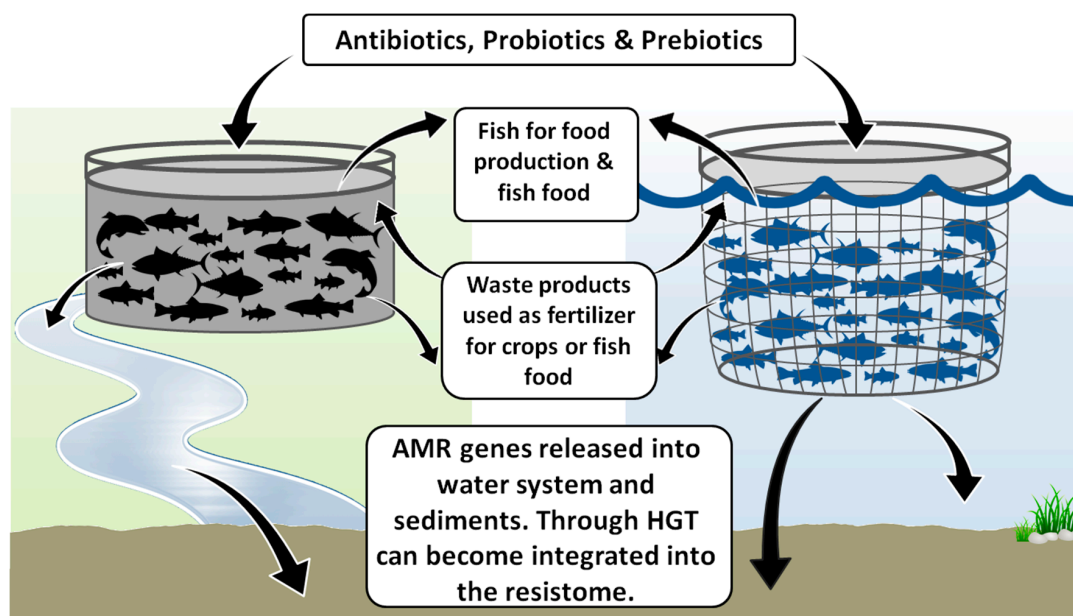 Antibiotics, Probiotics & Prebiotics
Fish for food
production &
fish food
Waste products
used as fertilizer
for crops or fish
food
AMR genes released into
water system and
sediments. Through HGT
can become integrated into
the resistome.